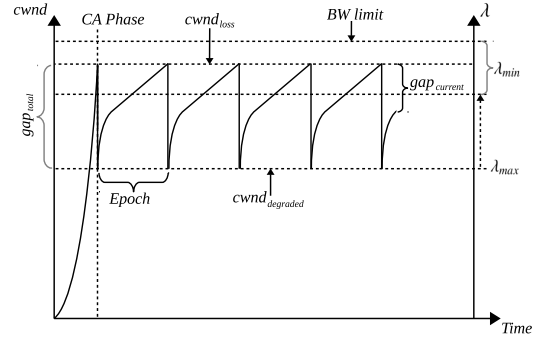 cwnd
CA Phase
cwnd_loss
BW limit
λ
λ_min
gap_total
gap_current
λ_max
Epoch
cwnd_degraded
Time